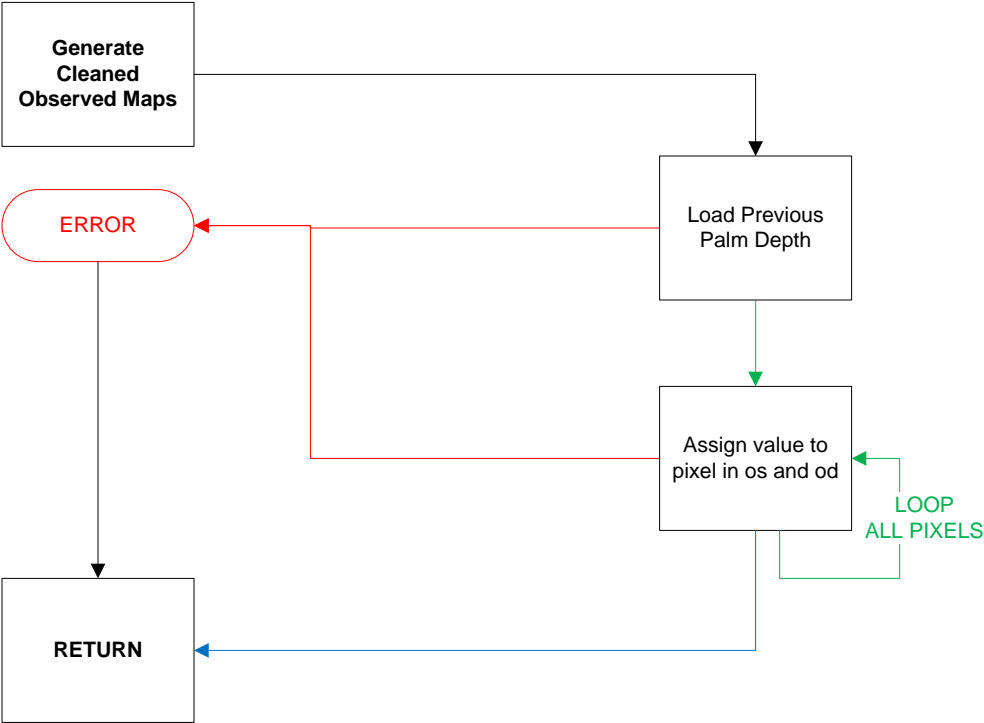 Generate
Cleaned
Observed Maps
ERROR
Load Previous
Palm Depth
Assign value to
pixel in os and od
LOOP
ALL PIXELS
RETURN